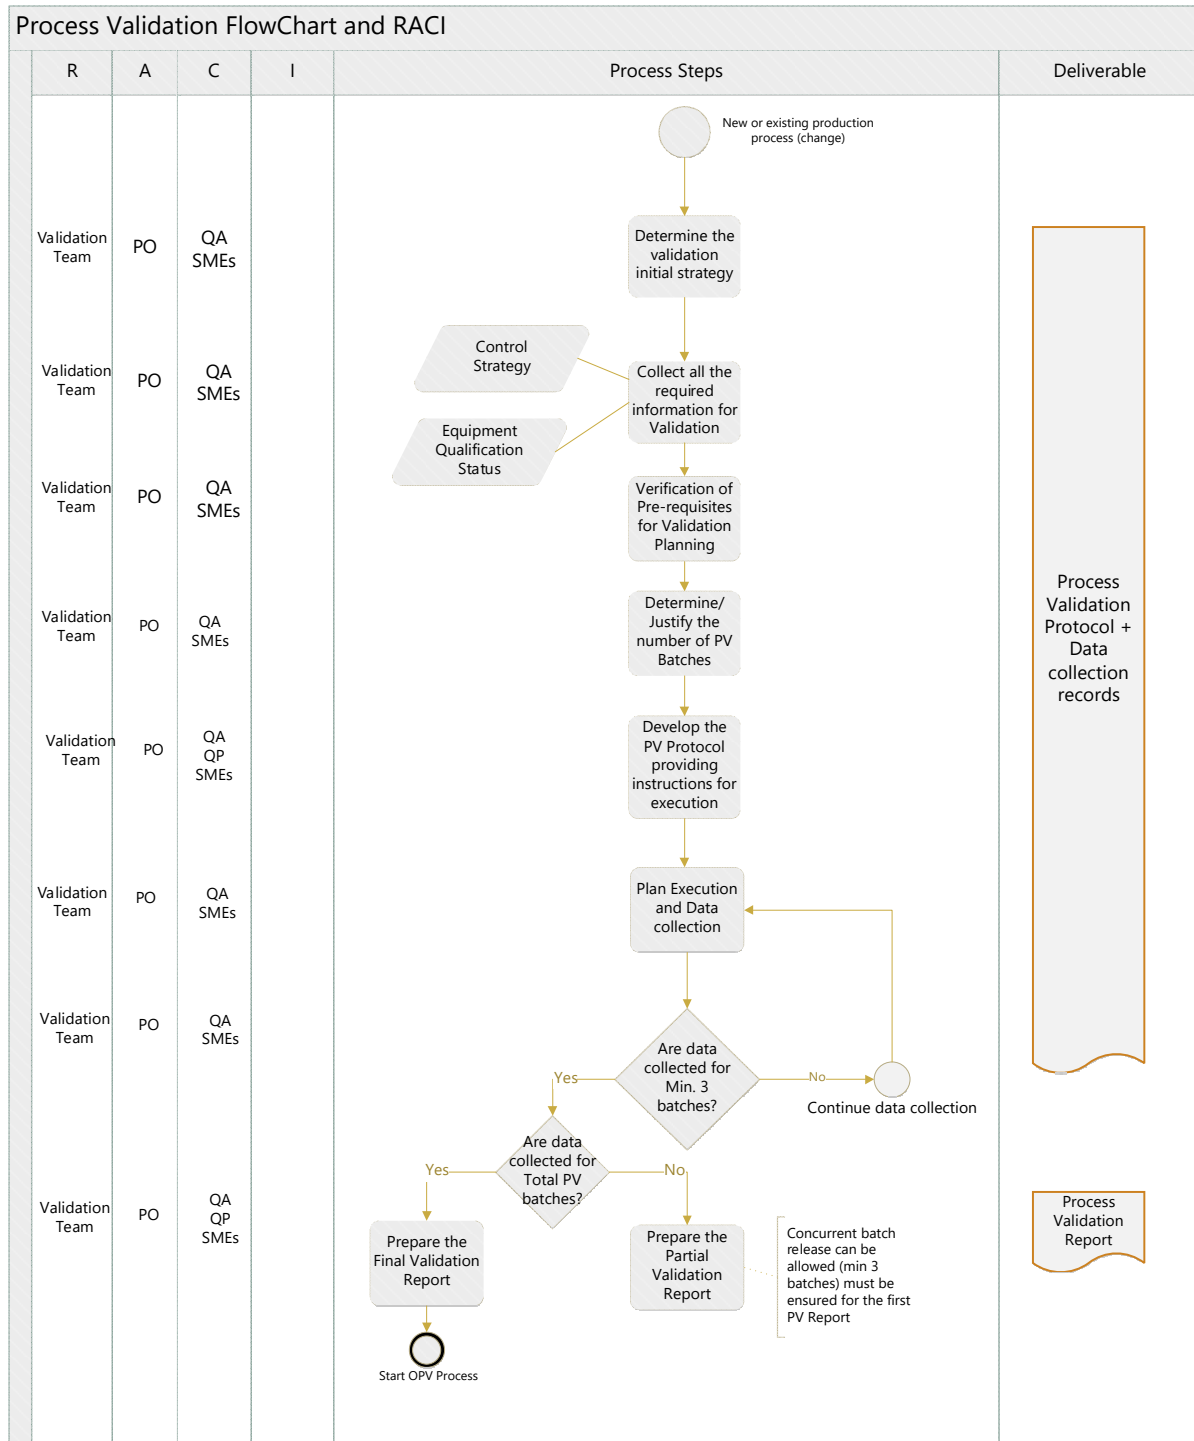 Process Validation FlowChart and RACI
R
A
C
I
Process Steps
Deliverable
New or existing production
process (change)
Validation
Team
PO
QA
SMEs
Determine the
validation
initial strategy
Control
Strategy
Validation
Team
PO
QA
SMEs
Collect all the
required
information for
Validation
Equipment
Qualification
Status
Validation
Team
PO
QA
SMEs
Verification of
Pre-requisites
for Validation
Planning
Validation
Team
PO
QA
SMEs
Determine/
Justify the
number of PV
Batches
Process
Validation
Protocol +
Data
collection
records
Validation
Team
PO
QA
QP
SMEs
Develop the
PV Protocol
providing
instructions for
execution
Validation
Team
PO
QA
SMEs
Plan Execution
and Data
collection
Validation
Team
PO
QA
SMEs
Are data
collected for
Min. 3
batches?
Yes
No
Continue data collection
Are data
collected for
Total PV
batches?
Yes
No
Validation
Team
PO
QA
QP
SMEs
Prepare the
Final Validation
Report
Prepare the
Partial
Validation
Report
Concurrent batch
release can be
allowed (min 3
batches) must be
ensured for the first
PV Report
Process
Validation
Report
Start OPV Process